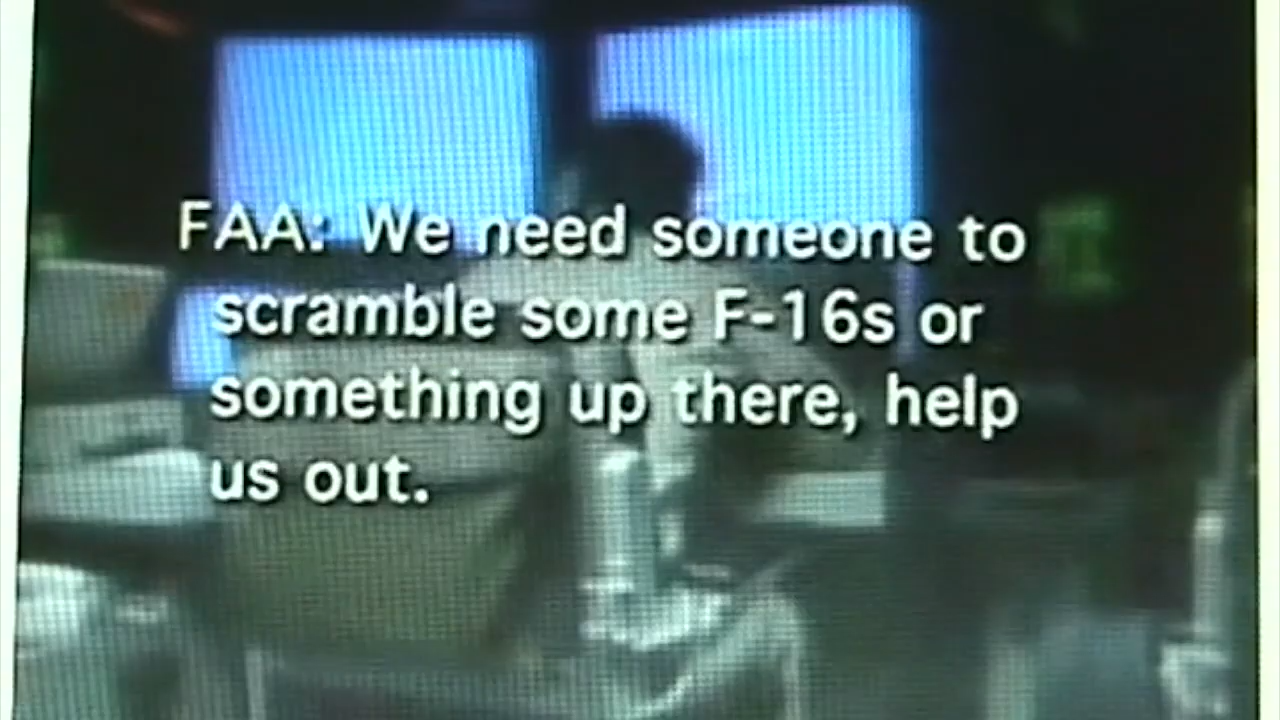 FAA: We need someone to
scramble some F-16s or
something up there, help
us out.